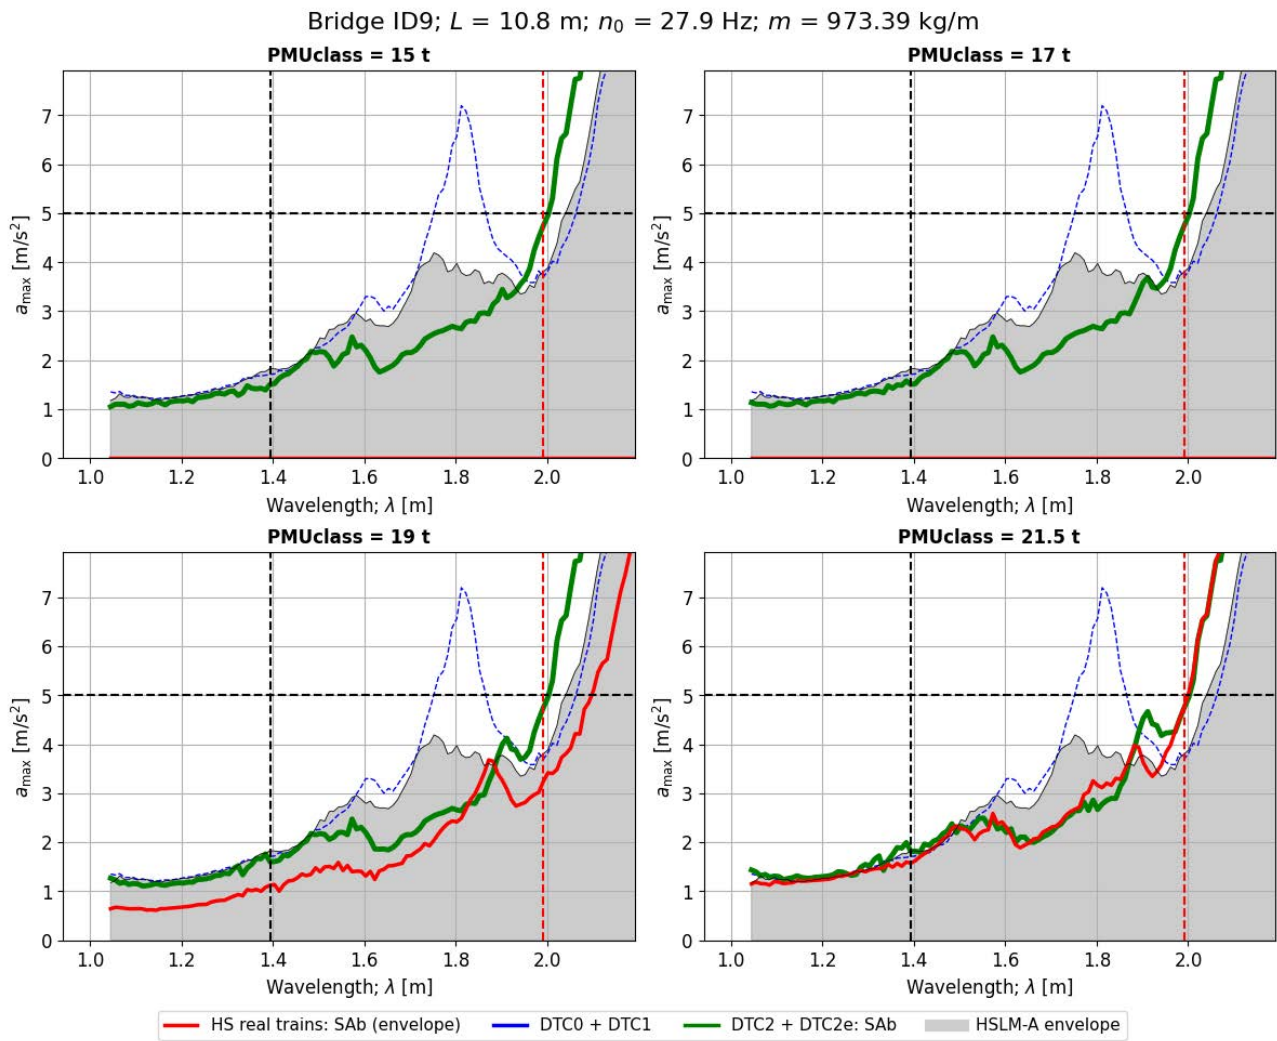 Bridge ID9; L = 10.8 m; n₀ = 27.9 Hz; m = 973.39 kg/m
PMUclass = 15 t
7
6
5
4
3
2
1
0
a_max [m/s²]
1.0 1.2 1.4 1.6 1.8 2.0
Wavelength; λ [m]
PMUclass = 17 t
7
6
5
4
3
2
1
0
a_max [m/s²]
1.0 1.2 1.4 1.6 1.8 2.0
Wavelength; λ [m]
PMUclass = 19 t
7
6
5
4
3
2
1
0
a_max [m/s²]
1.0 1.2 1.4 1.6 1.8 2.0
Wavelength; λ [m]
PMUclass = 21.5 t
7
6
5
4
3
2
1
0
a_max [m/s²]
1.0 1.2 1.4 1.6 1.8 2.0
Wavelength; λ [m]
HS real trains: SAb (envelope) DTC0 + DTC1 DTC2 + DTC2e: SAb HSLM-A envelope